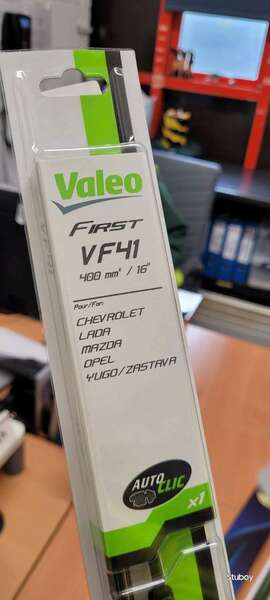 Valeo
FIRST
VF41
400 mm / 16"
Pour/For:
CHEVROLET
LADA
MAZDA
OPEL
YUGO/ZASTAVA
AUTO
CLIC
x1
Stuboy